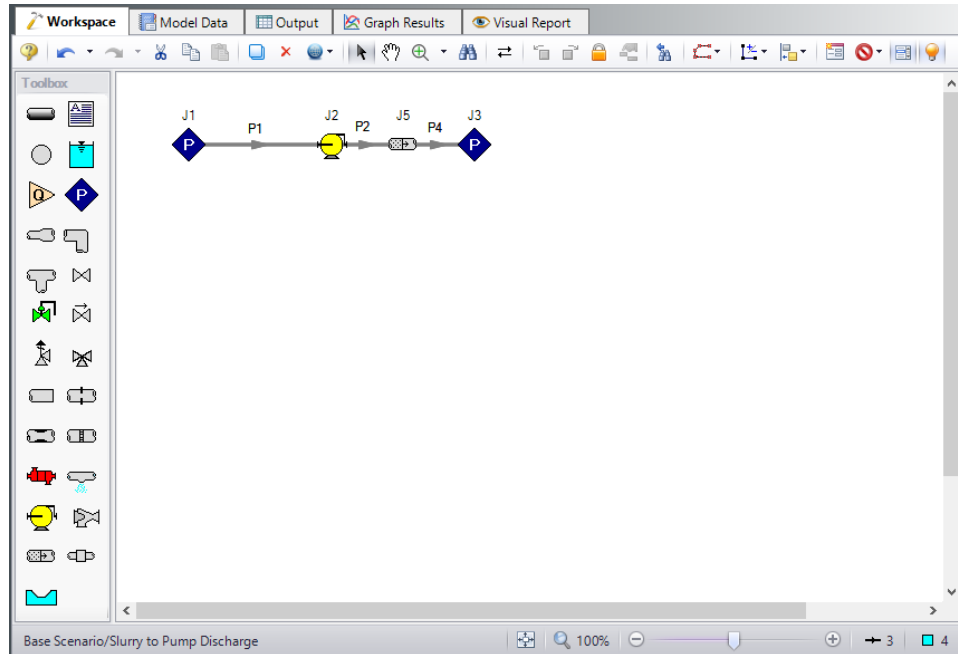 Workspace Model Data Output Graph Results Visual Report
Toolbox
A
J1 J2 J5 J3
P1 P2 P4
P P
Q P
Base Scenario/Slurry to Pump Discharge 100% 3 4